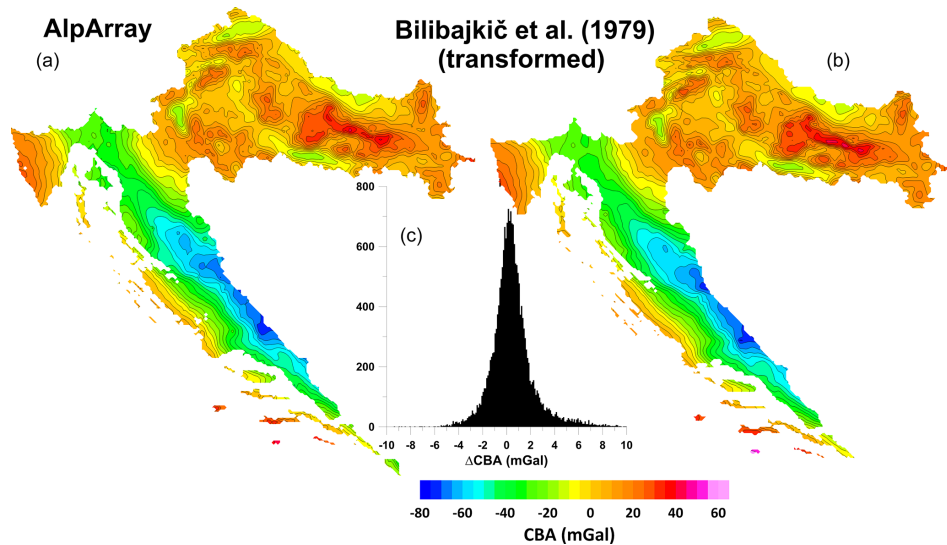 AlpArray
Bilibajkič et al. (1979)
(transformed)
(a)
(b)
(c)
800
600
400
200
0
-10 -8 -6 -4 -2 0 2 4 6 8 10
ΔCBA (mGal)
-80 -60 -40 -20 0 20 40 60
CBA (mGal)